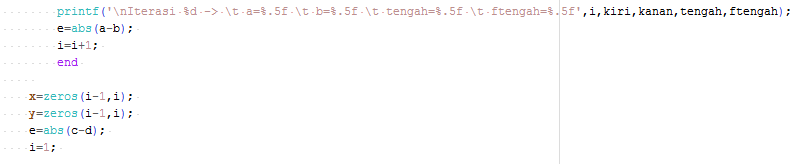 printf('\nIterasi %d -> \t a=%.5f \t b=%.5f \t tengah=%.5f \t ftengah=%.5f',i,kiri,kanan,tengah,ftengah);
e=abs(a-b);
i=i+1;
end
x=zeros(i-1,i);
y=zeros(i-1,i);
e=abs(c-d);
i=1;